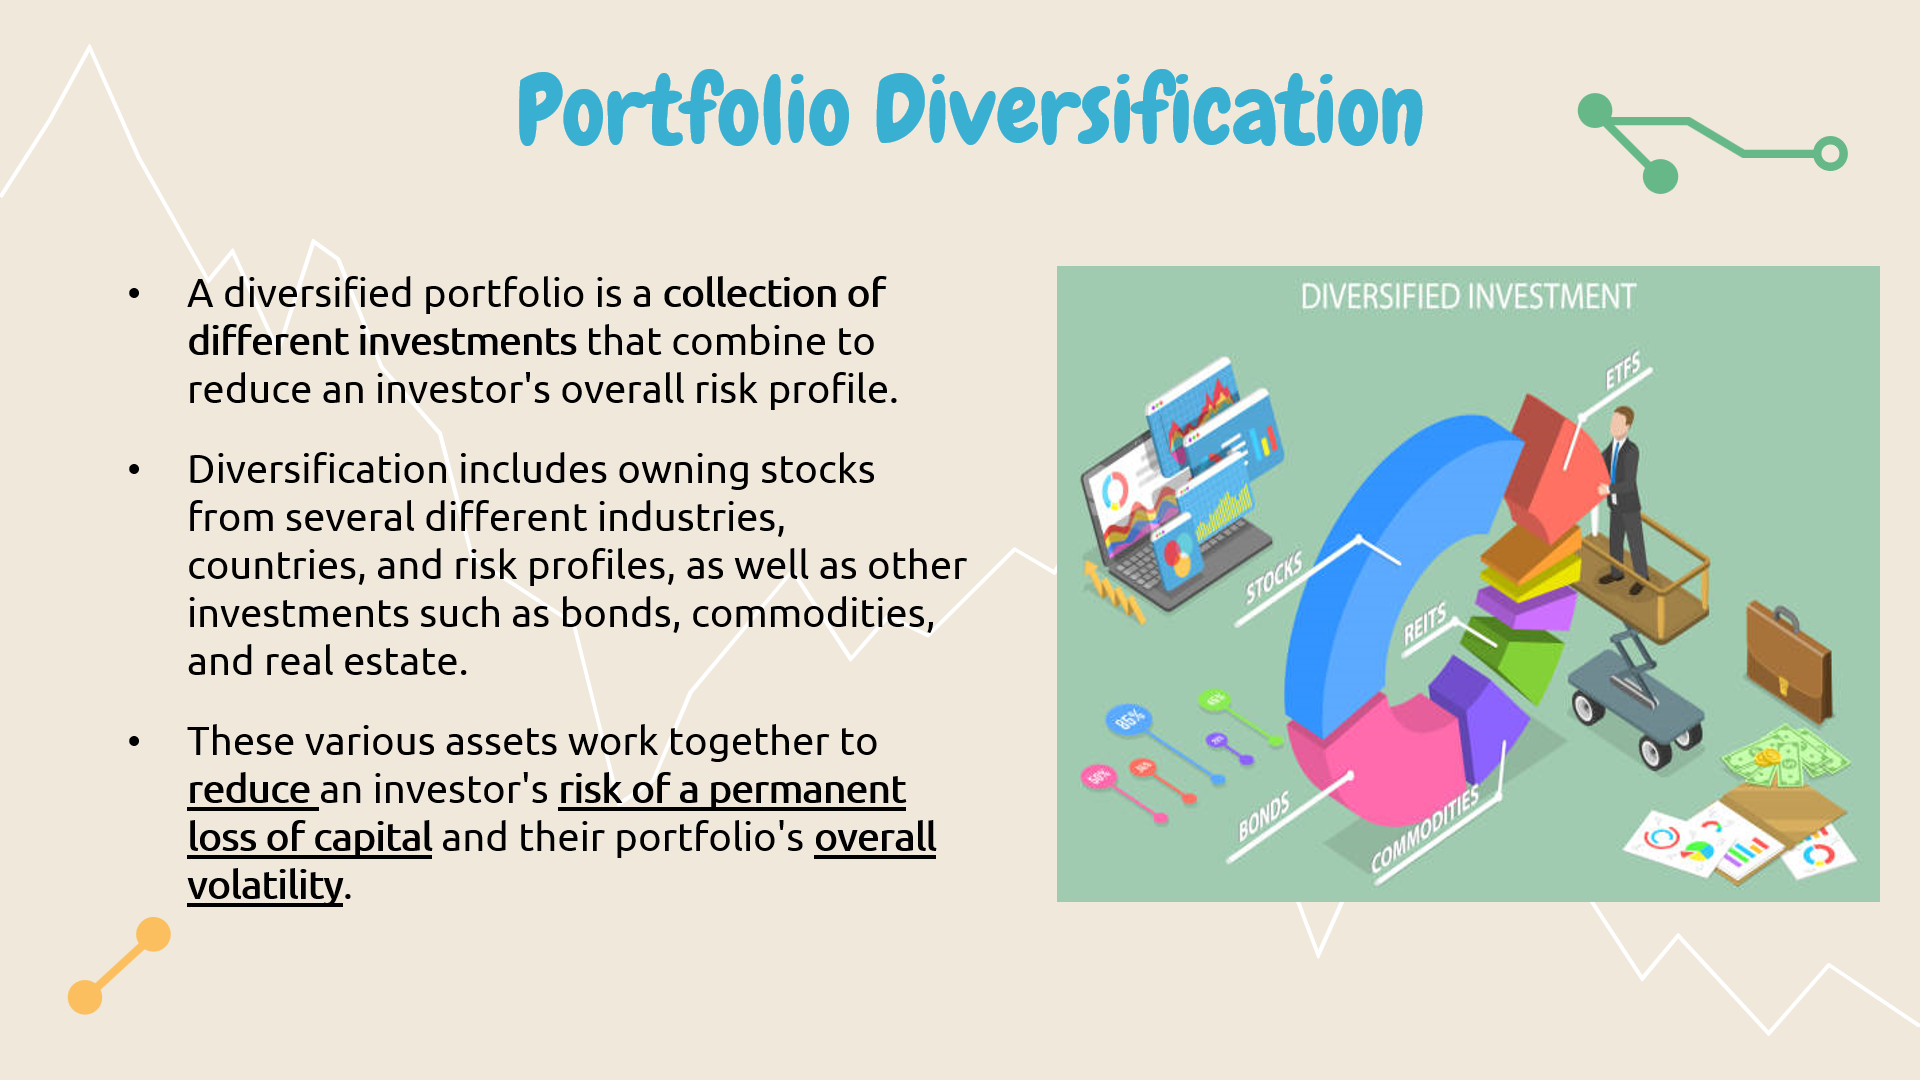 Portfolio Diversification
• A diversified portfolio is a collection of
different investments that combine to
reduce an investor's overall risk profile.
• Diversification includes owning stocks
from several different industries,
countries, and risk profiles, as well as other
investments such as bonds, commodities,
and real estate.
• These various assets work together to
reduce an investor's risk of a permanent
loss of capital and their portfolio's overall
volatility.
DIVERSIFIED INVESTMENT
ETFS
STOCKS
REITS
BONDS
COMMODITIES
85%
50%